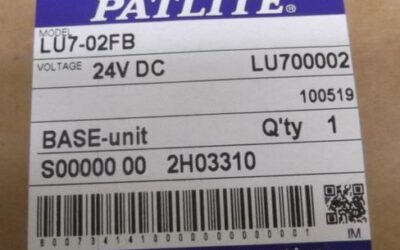 PATLITE®
MODEL
LU7-02FB
VOLTAGE 24V DC LU700002
100519
BASE-unit Q'ty 1
S00000 00 2H03310
IM